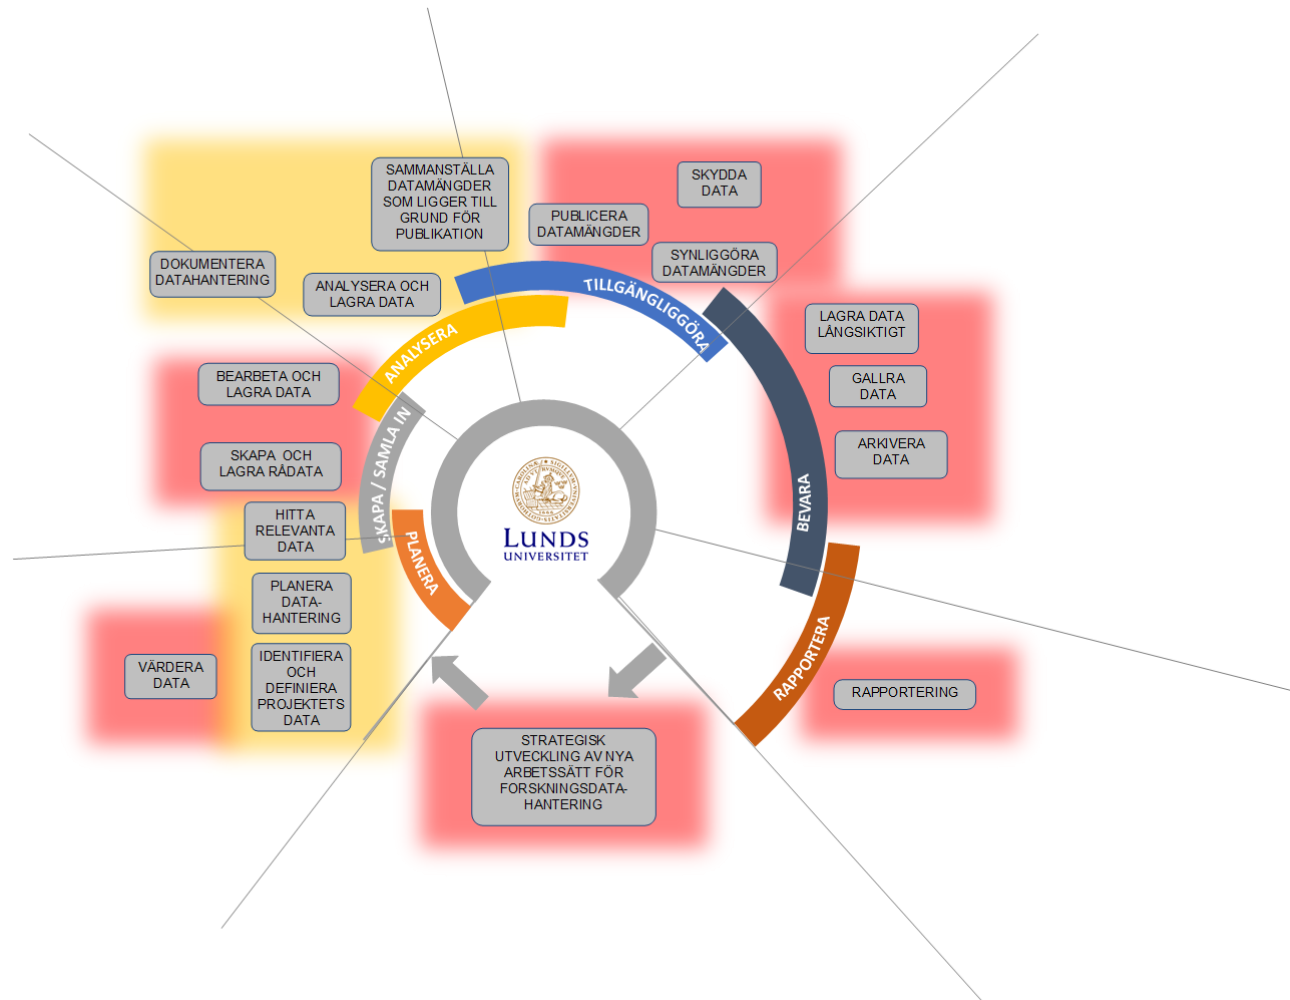 SAMMANSTÄLLA
DATAMÄNGDER
SOM LIGGER TILL
GRUND FÖR
PUBLIKATION
SKYDDA
DATA
PUBLICERA
DATAMÄNGDER
SYNLIGGÖRA
DATAMÄNGDER
DOKUMENTERA
DATAHANTERING
ANALYSERA OCH
LAGRA DATA
TILLGÄNGLIGGÖRA
ANALYSERA
LAGRA DATA
LÅNGSIKTIGT
GALLRA
DATA
ARKIVERA
DATA
BEARBETA OCH
LAGRA DATA
SKAPA OCH
LAGRA RÅDATA
SKAPA / SAMLA IN
HITTA
RELEVANTA
DATA
PLANERA
LUNDS
UNIVERSITET
BEVARA
PLANERA
DATA-
HANTERING
VÄRDERA
DATA
IDENTIFIERA
OCH
DEFINIERA
PROJEKTETS
DATA
RAPPORTERA
RAPPORTERING
STRATEGISK
UTVECKLING AV NYA
ARBETSSÄTT FÖR
FORSKNINGSDATA-
HANTERING